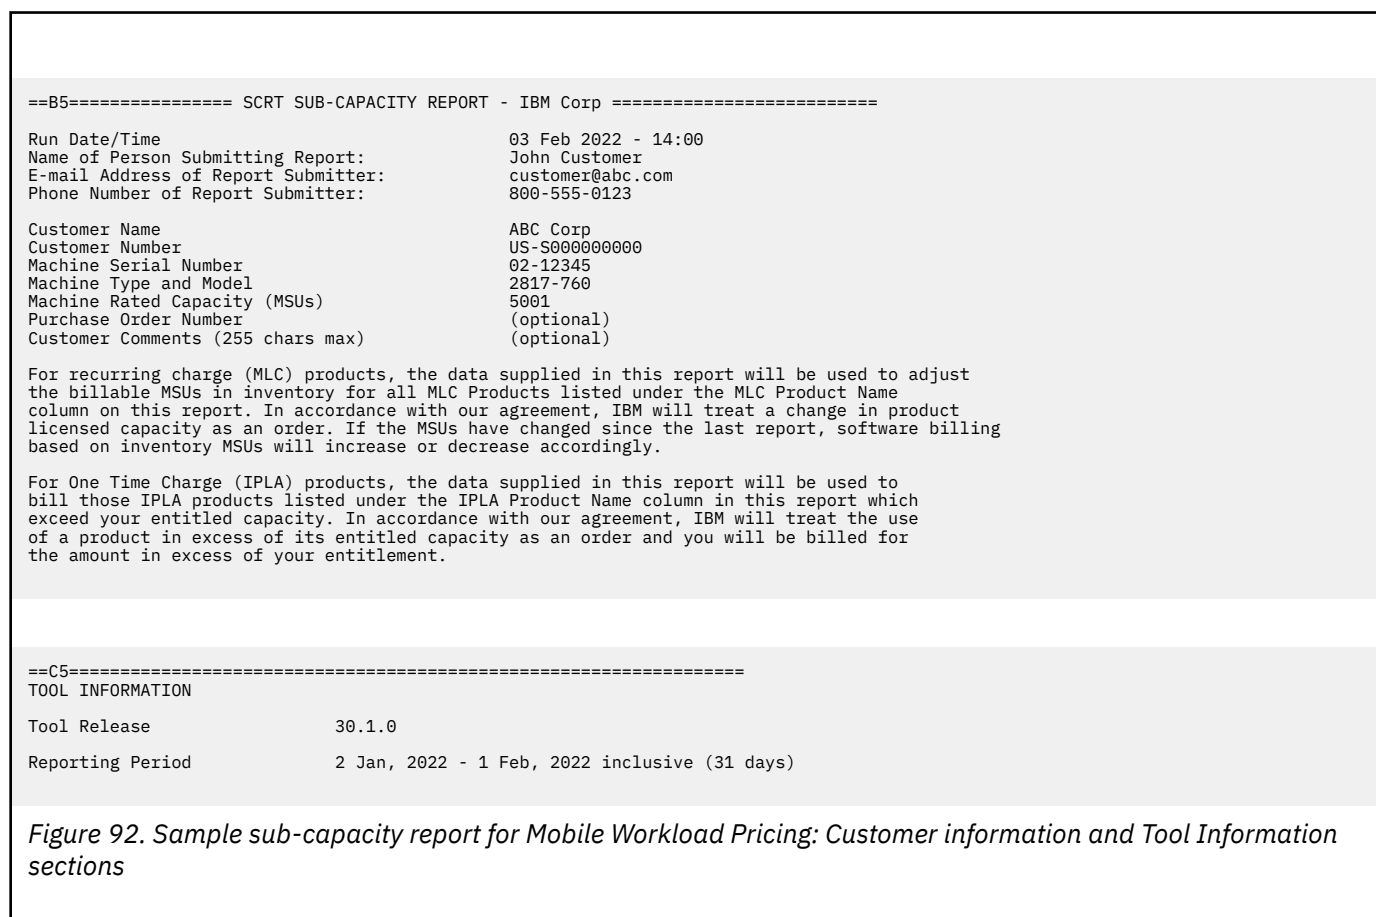 ==B5================ SCRT SUB-CAPACITY REPORT - IBM Corp ==========================
Run Date/Time 03 Feb 2022 - 14:00
Name of Person Submitting Report: John Customer
E-mail Address of Report Submitter: customer@abc.com
Phone Number of Report Submitter: 800-555-0123
Customer Name ABC Corp
Customer Number US-S000000000
Machine Serial Number 02-12345
Machine Type and Model 2817-760
Machine Rated Capacity (MSUs) 5001
Purchase Order Number (optional)
Customer Comments (255 chars max) (optional)
For recurring charge (MLC) products, the data supplied in this report will be used to adjust
the billable MSUs in inventory for all MLC Products listed under the MLC Product Name
column on this report. In accordance with our agreement, IBM will treat a change in product
licensed capacity as an order. If the MSUs have changed since the last report, software billing
based on inventory MSUs will increase or decrease accordingly.
For One Time Charge (IPLA) products, the data supplied in this report will be used to
bill those IPLA products listed under the IPLA Product Name column in this report which
exceed your entitled capacity. In accordance with our agreement, IBM will treat the use
of a product in excess of its entitled capacity as an order and you will be billed for
the amount in excess of your entitlement.
==C5==================================================================
TOOL INFORMATION
Tool Release 30.1.0
Reporting Period 2 Jan, 2022 - 1 Feb, 2022 inclusive (31 days)
Figure 92. Sample sub-capacity report for Mobile Workload Pricing: Customer information and Tool Information
sections